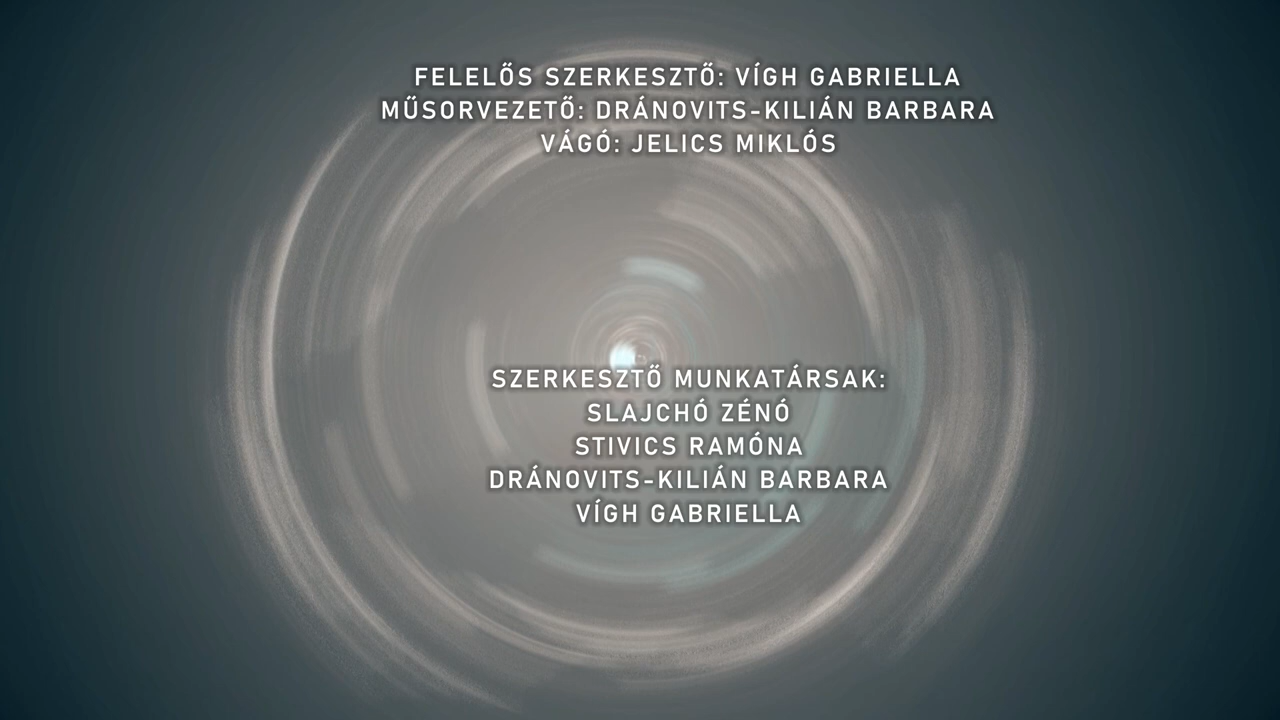 FELELŐS SZERKESZTŐ: VÍGH GABRIELLA
MŰSORVEZETŐ: DRÁNOVITS-KILIÁN BARBARA
VÁGÓ: JELICS MIKLÓS
SZERKESZTŐ MUNKATÁRSAK:
SLAJCHÓ ZÉNÓ
STIVICS RAMÓNA
DRÁNOVITS-KILIÁN BARBARA
VÍGH GABRIELLA